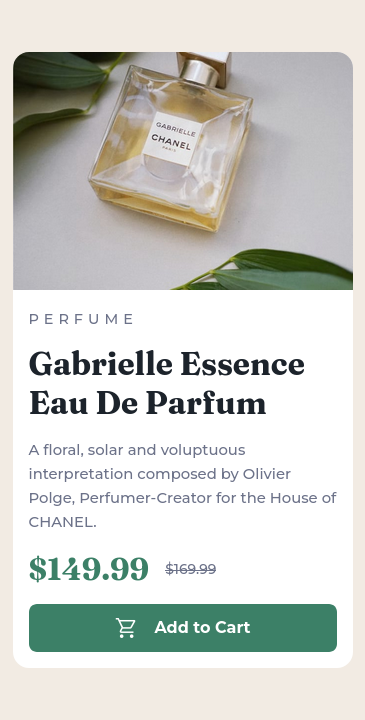 GABRIELLE
CHANEL
PARIS
PERFUME
Gabrielle Essence
Eau De Parfum
A floral, solar and voluptuous
interpretation composed by Olivier
Polge, Perfumer-Creator for the House of
CHANEL.
$149.99 $169.99
Add to Cart